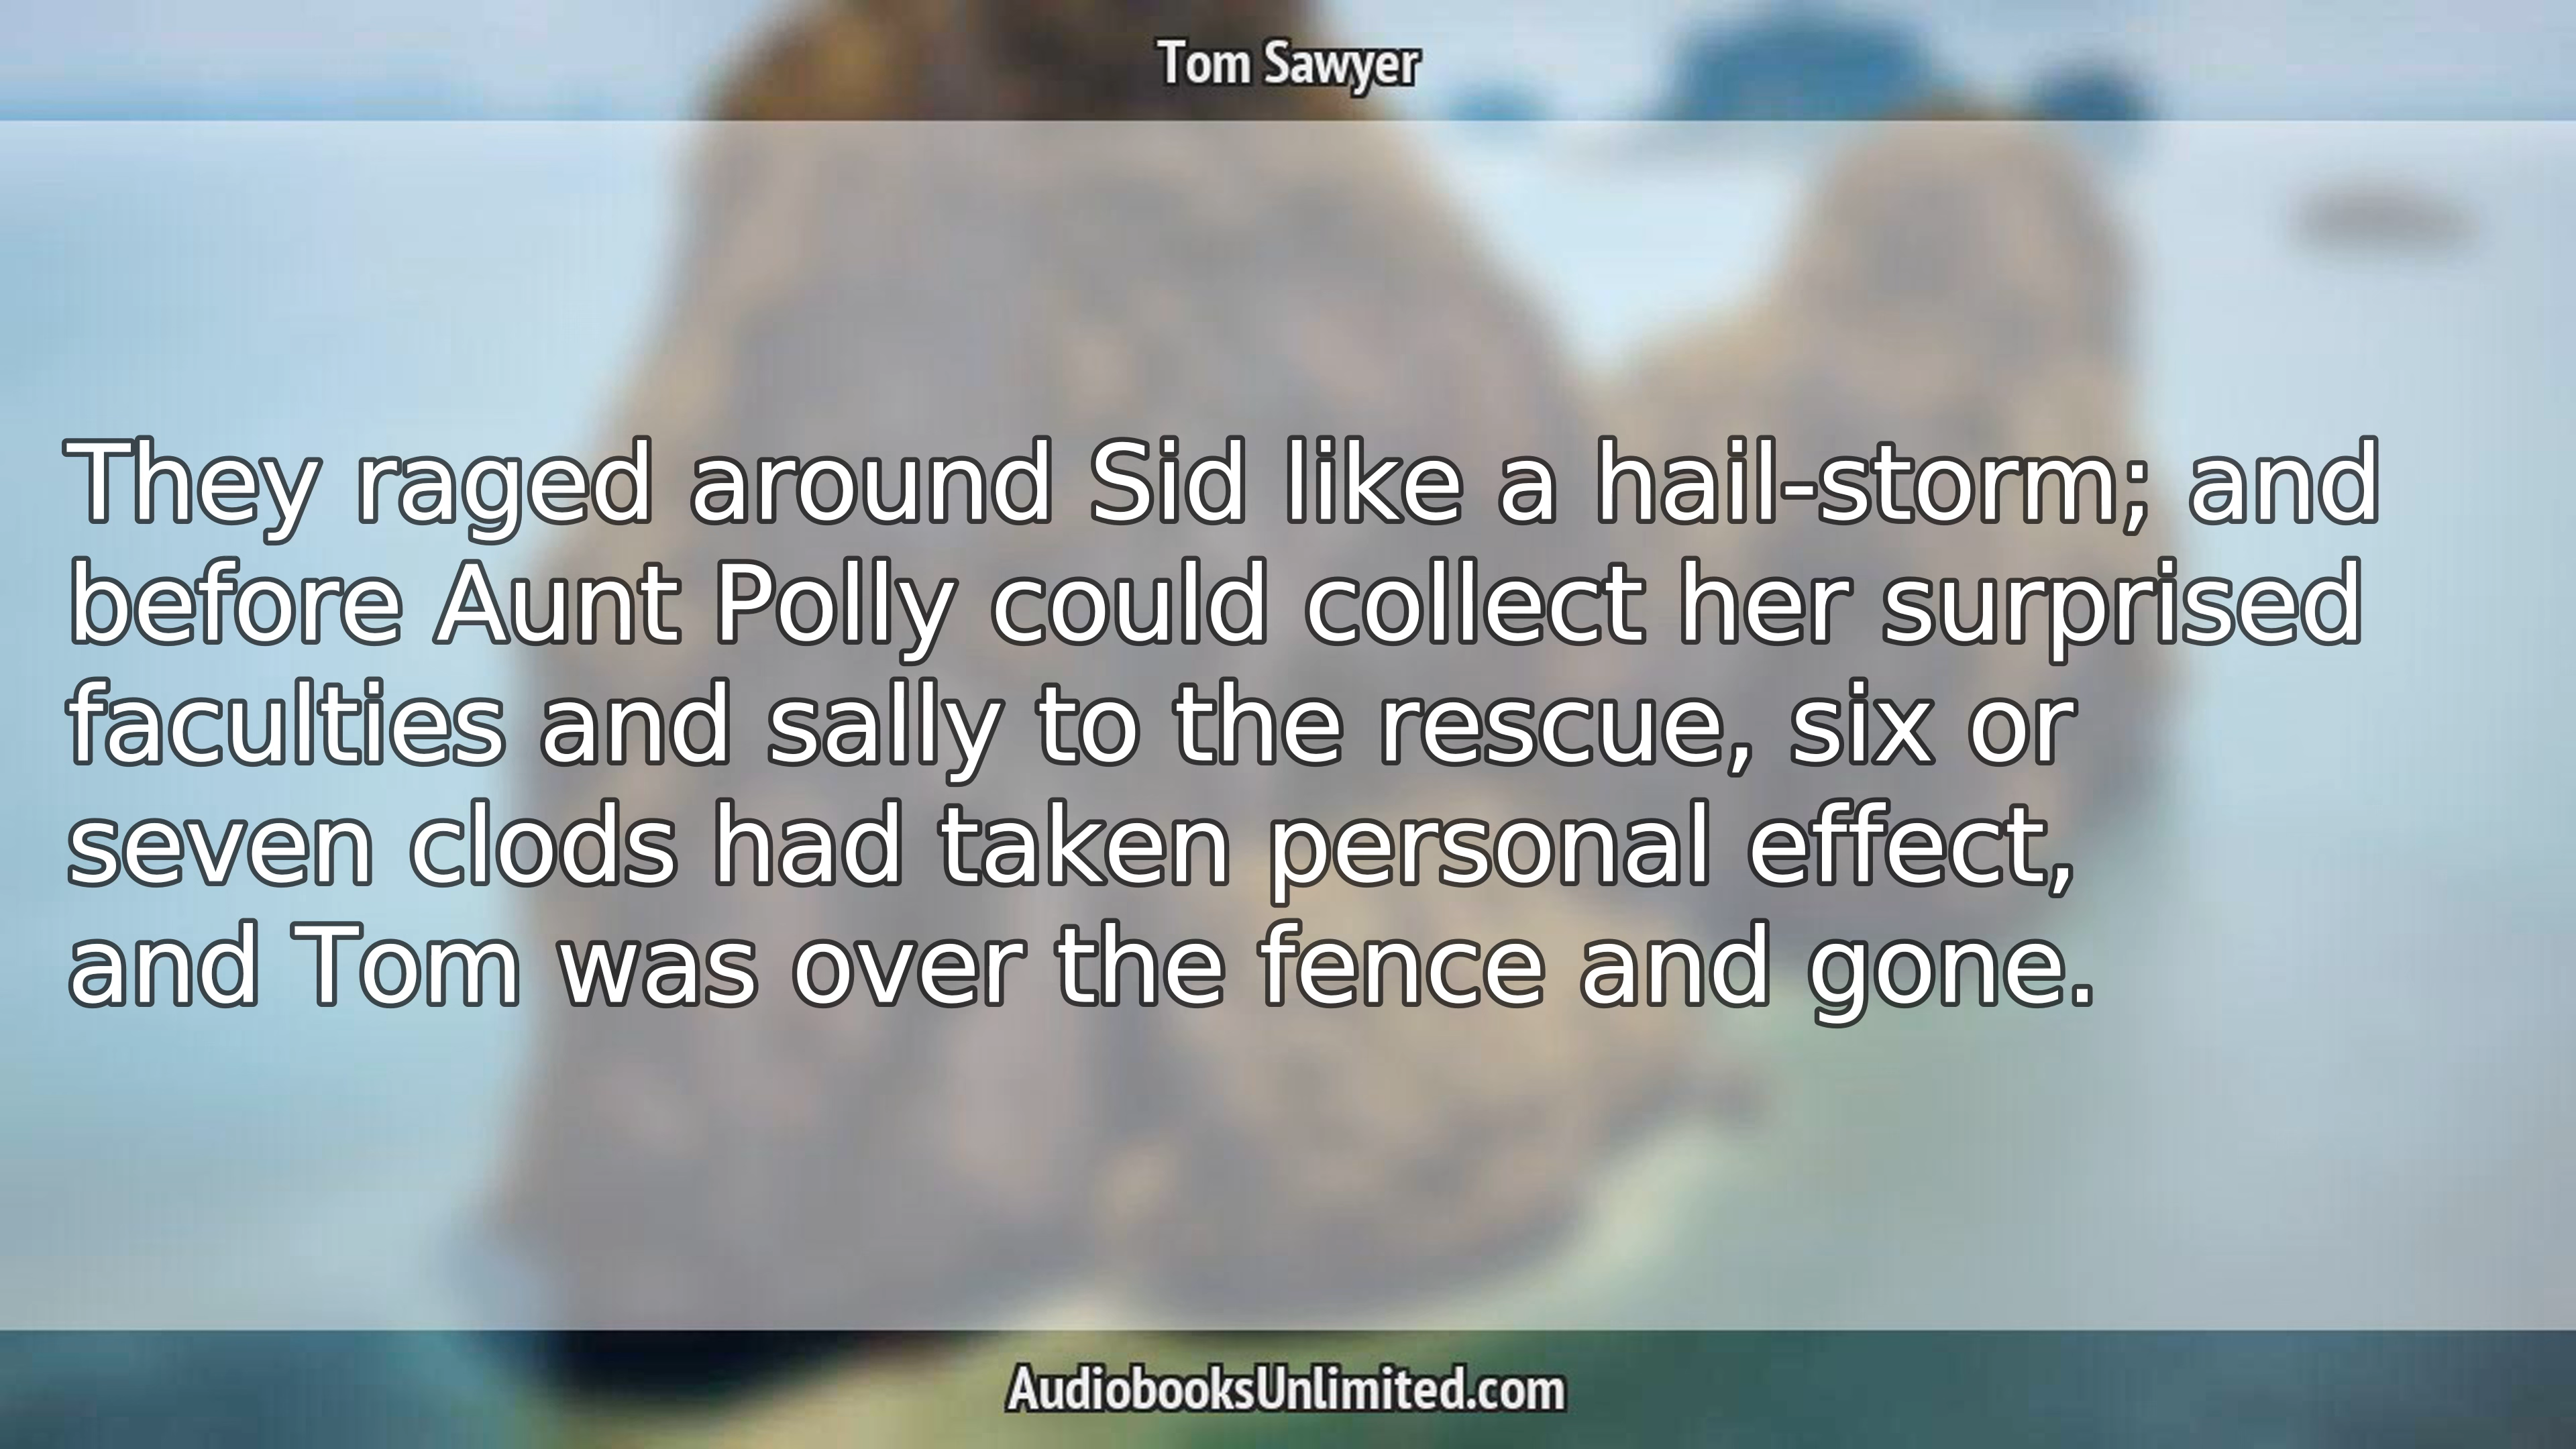 Tom Sawyer
They raged around Sid like a hail-storm; and
before Aunt Polly could collect her surprised
faculties and sally to the rescue, six or
seven clods had taken personal effect,
and Tom was over the fence and gone.
AudiobooksUnlimited.com